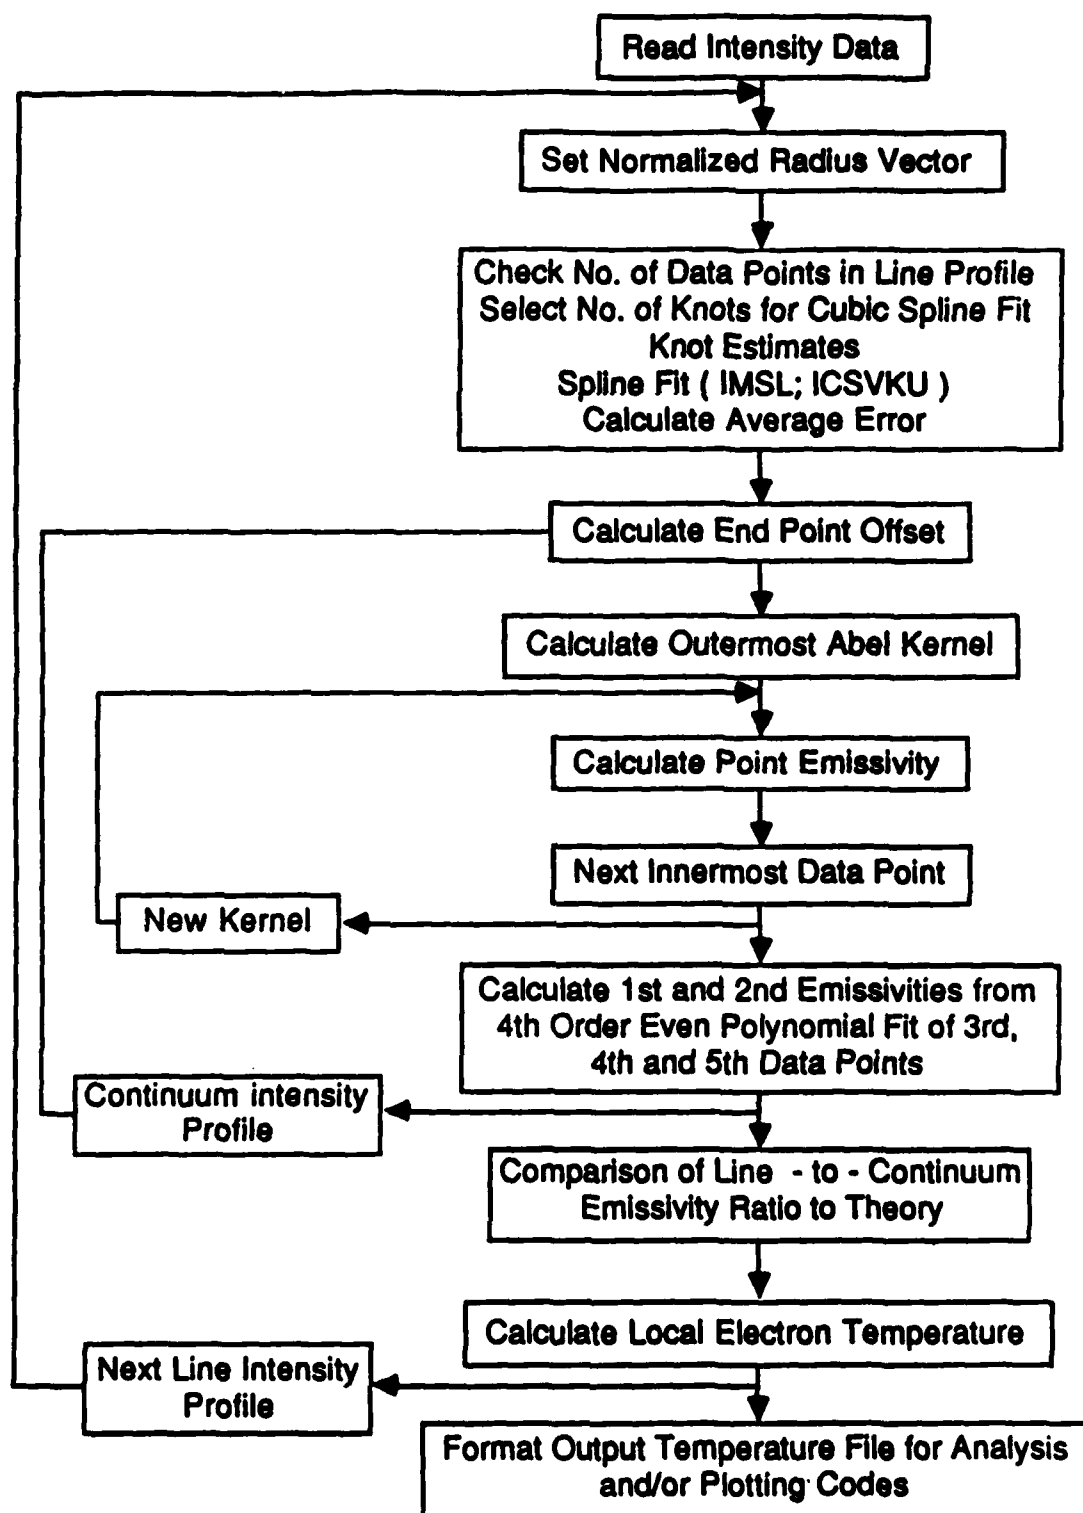 Read Intensity Data
Set Normalized Radius Vector
Check No. of Data Points in Line Profile
Select No. of Knots for Cubic Spline Fit
Knot Estimates
Spline Fit ( IMSL; ICSVKU )
Calculate Average Error
Calculate End Point Offset
Calculate Outermost Abel Kernel
Calculate Point Emissivity
Next Innermost Data Point
New Kernel
Calculate 1st and 2nd Emissivities from
4th Order Even Polynomial Fit of 3rd,
4th and 5th Data Points
Continuum intensity
Profile
Comparison of Line - to - Continuum
Emissivity Ratio to Theory
Calculate Local Electron Temperature
Next Line Intensity
Profile
Format Output Temperature File for Analysis
and/or Plotting Codes